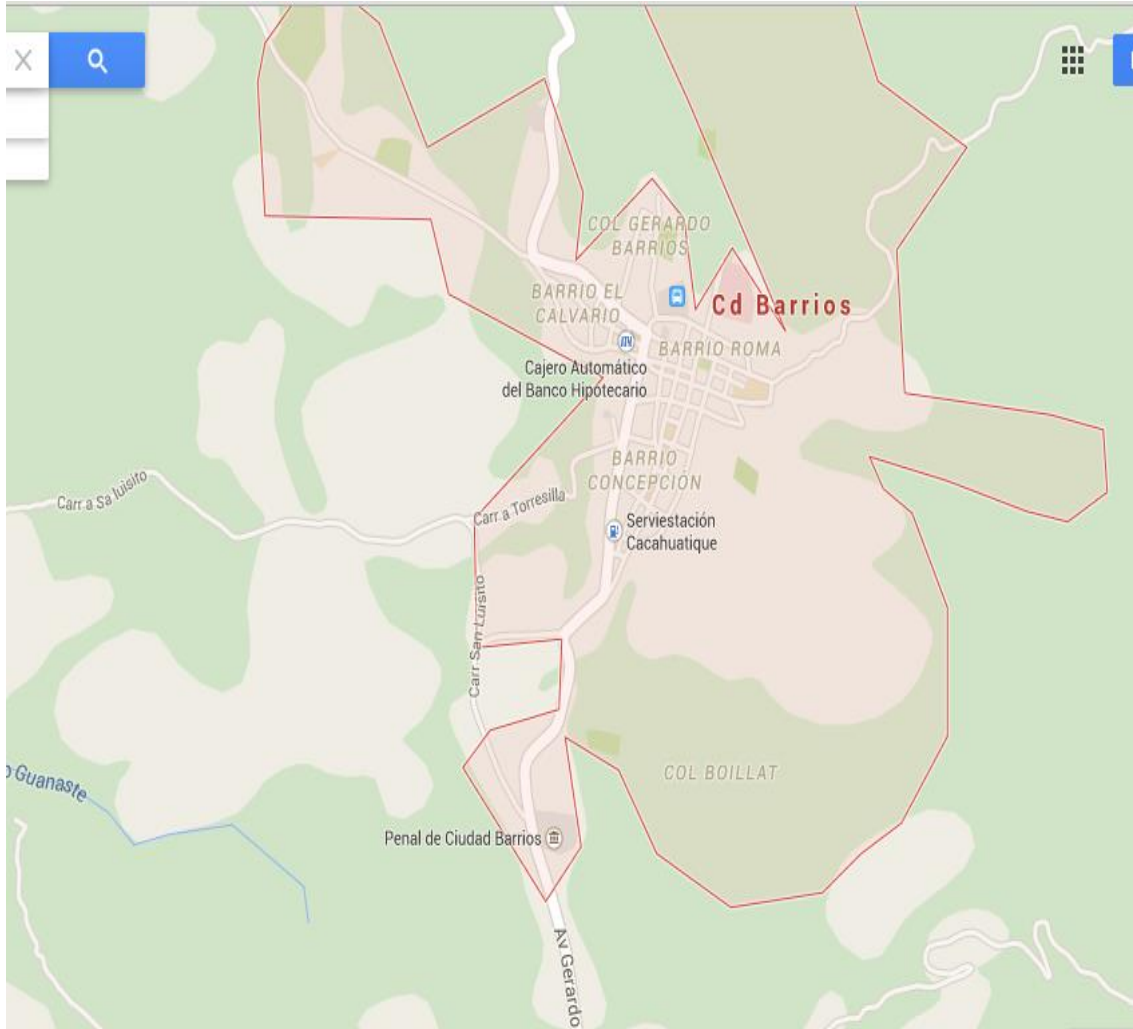 COL GERARDO
BARRIOS
BARRIO EL
CALVARIO
Cd Barrios
BARRIO ROMA
Cajero Automático
del Banco Hipotecario
BARRIO
CONCEPCIÓN
Carr a Sa luisito
Carr a Torresilla
Serviestación
Cacahuatique
Carr San Luisito
Guanaste
COL BOILLAT
Penal de Ciudad Barrios
Av Gerardo